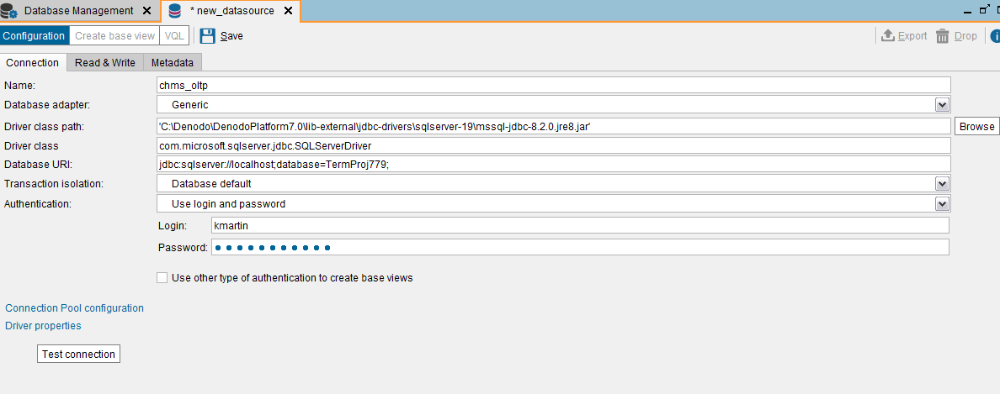 Database Management
* new_datasource
Configuration Create base view VQL Save Export Drop
Connection Read & Write Metadata
Name: chms_oltp
Database adapter: Generic
Driver class path: 'C:\Denodo\DenodoPlatform7.0\lib-external\jdbc-drivers\sqlserver-19\mssql-jdbc-8.2.0.jre8.jar' Browse
Driver class com.microsoft.sqlserver.jdbc.SQLServerDriver
Database URI: jdbc:sqlserver://localhost;database=TermProj779;
Transaction isolation: Database default
Authentication: Use login and password
Login: kmartin
Password:
Use other type of authentication to create base views
Connection Pool configuration
Driver properties
Test connection